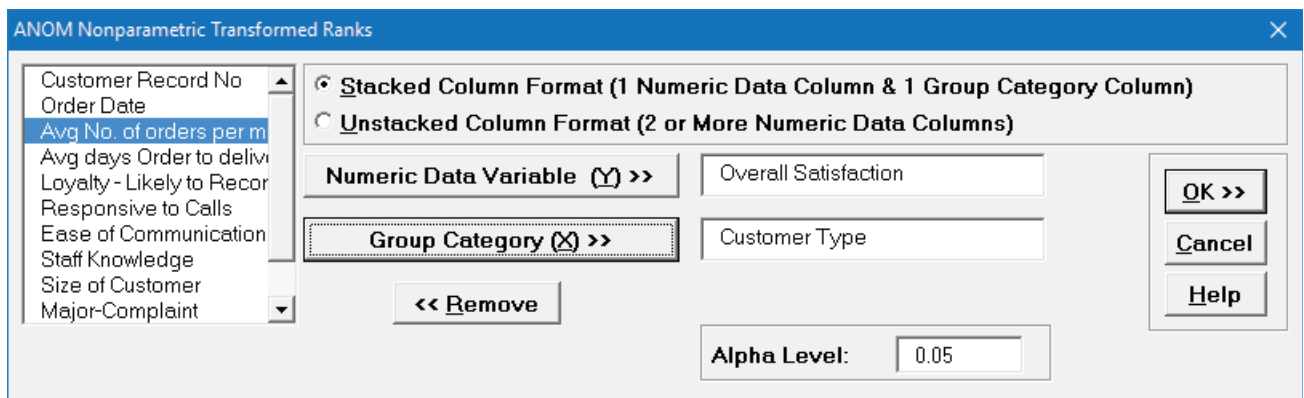 ANOM Nonparametric Transformed Ranks
Customer Record No
Order Date
Avg No. of orders per m
Avg days Order to deliv
Loyalty - Likely to Recor
Responsive to Calls
Ease of Communication
Staff Knowledge
Size of Customer
Major-Complaint
Stacked Column Format (1 Numeric Data Column & 1 Group Category Column)
Unstacked Column Format (2 or More Numeric Data Columns)
Numeric Data Variable (Y) >>
Overall Satisfaction
Group Category (X) >>
Customer Type
<< Remove
Alpha Level:
0.05
OK >>
Cancel
Help